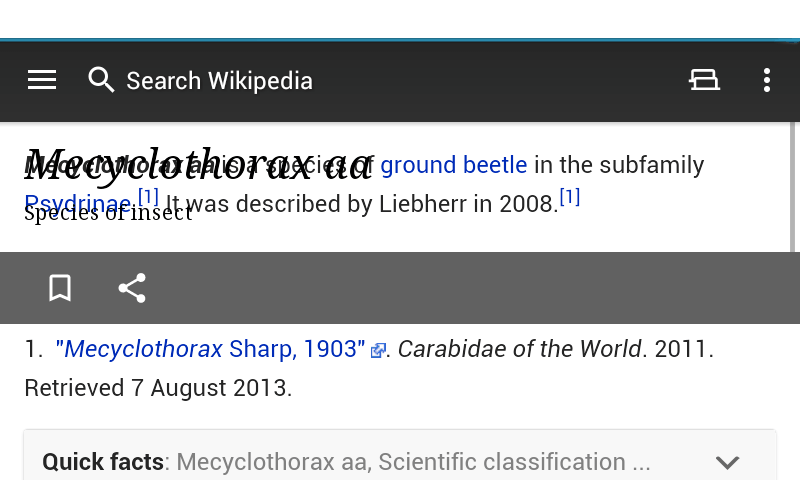 Search Wikipedia
Mecyclothorax aa
Mecyclothorax aa is a species of ground beetle in the subfamily
Psydrinae.[1] It was described by Liebherr in 2008.[1]
Species of insect
1. "Mecyclothorax Sharp, 1903" . Carabidae of the World. 2011.
Retrieved 7 August 2013.
Quick facts: Mecyclothorax aa, Scientific classification ...